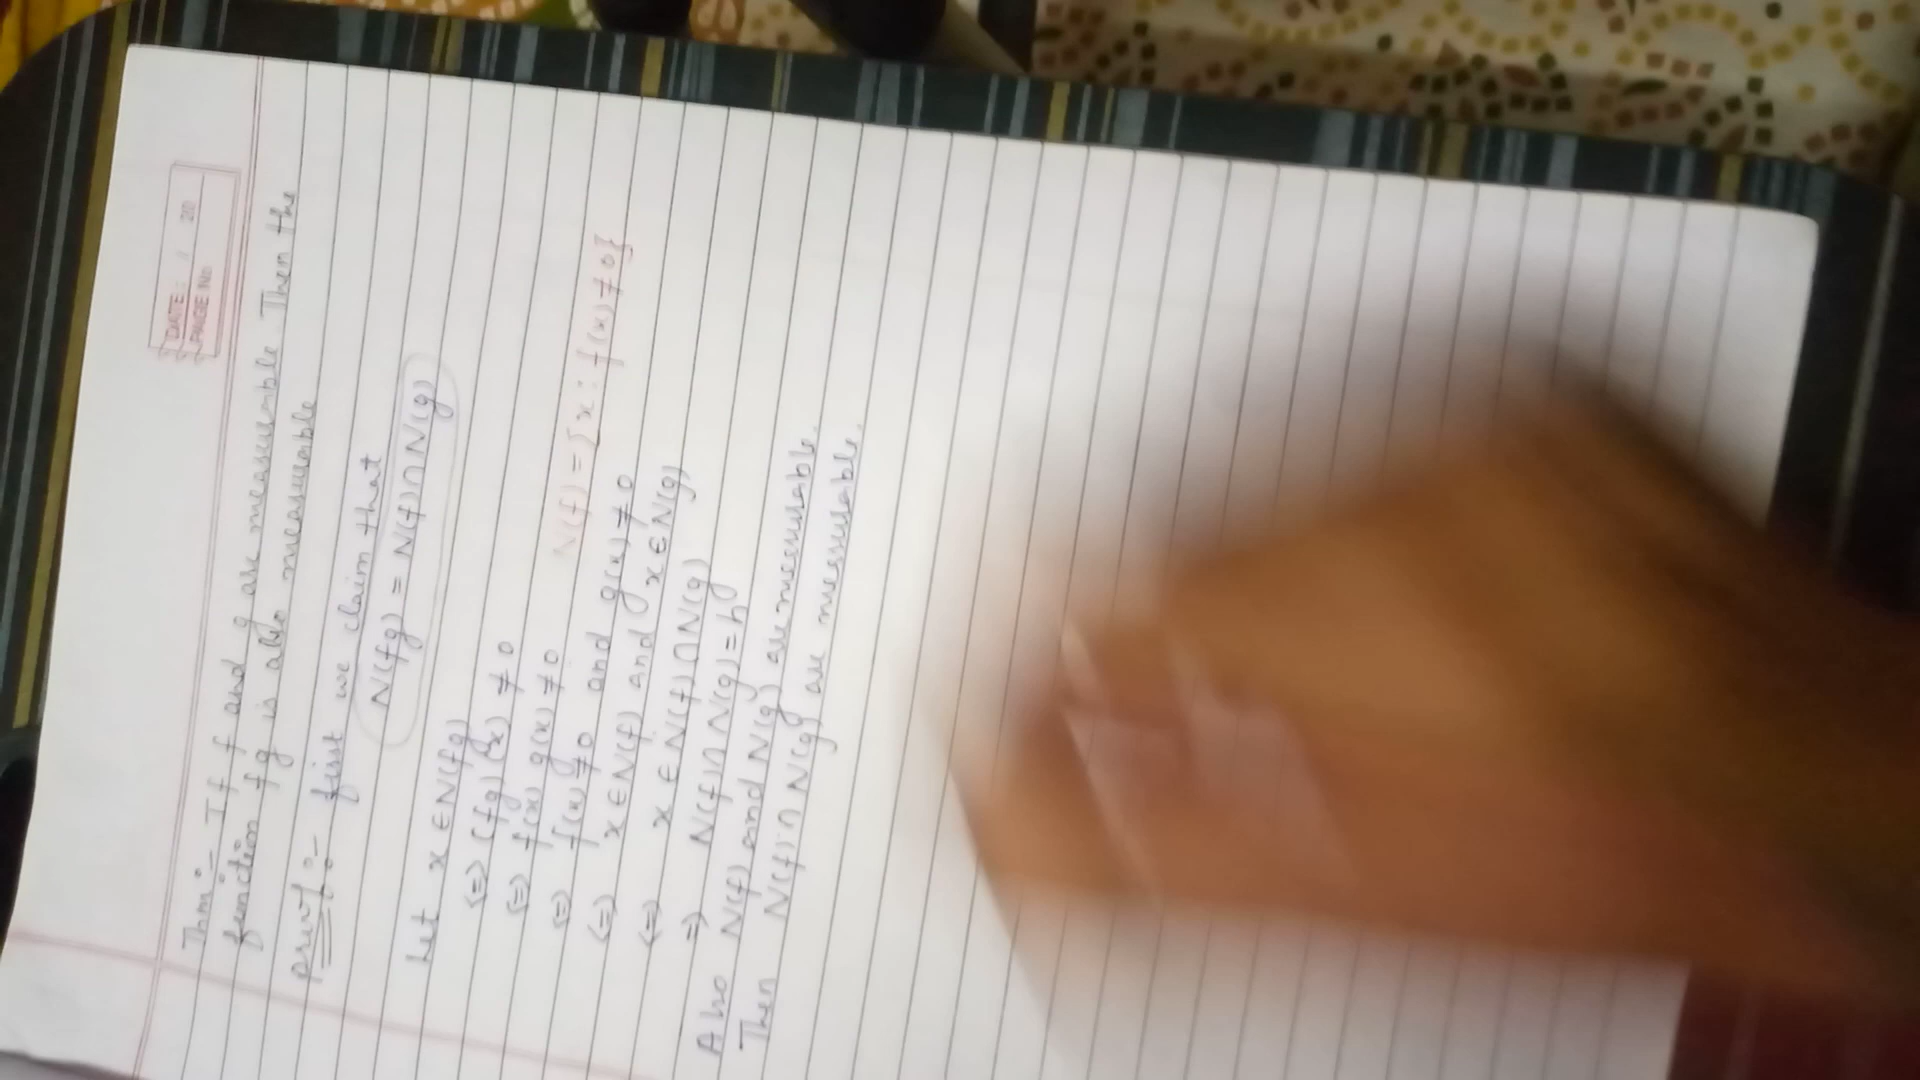 DATE: / / 20
PAGE No.
Thm:- If f and g are measurable. Then the
function fg is also measurable
proof:- first we claim that
N(fg) = N(f)∩N(g)
Let x ∈ N(fg)
(=) (fg)(x) ≠ 0
(=) f(x) g(x) ≠ 0
N(f) = {x : f(x) ≠ 0}
(=) f(x) ≠ 0 and g(x) ≠ 0
(=) x ∈ N(f) and x ∈ N(g)
(=) x ∈ N(f) ∩ N(g)
=) N(f) ∩ N(g) = h
Also N(f) and N(g) are measurable.
Then N(f) ∩ N(g) are measurable.